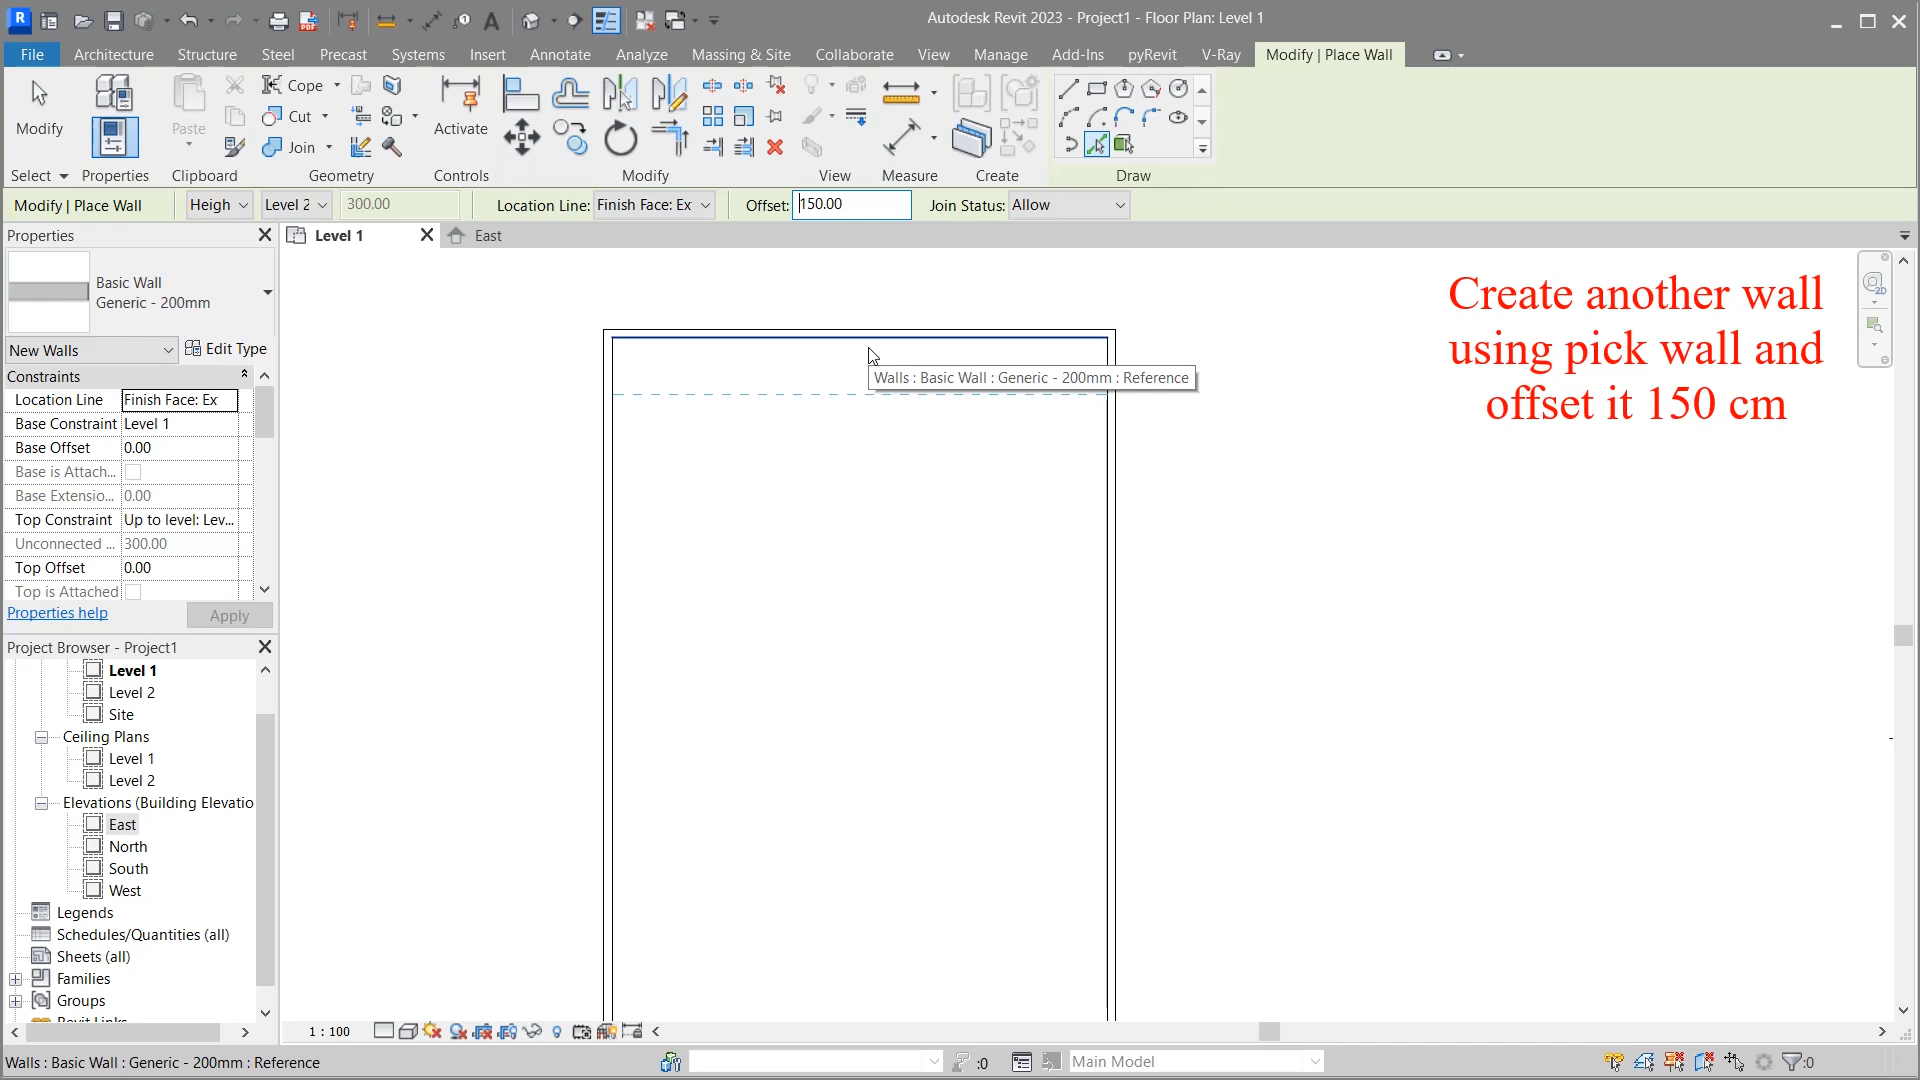 Autodesk Revit 2023 - Project1 - Floor Plan: Level 1
File Architecture Structure Steel Precast Systems Insert Annotate Analyze Massing & Site Collaborate View Manage Add-Ins pyRevit V-Ray Modify | Place Wall
Modify Paste Cope Cut Join Activate
Select Properties Clipboard Geometry Controls Modify View Measure Create Draw
Modify | Place Wall Heigh Level 2 300.00 Location Line: Finish Face: Ex Offset: 150.00 Join Status: Allow
Properties
Level 1 East
Basic Wall
Generic - 200mm
New Walls Edit Type
Constraints
Location Line Finish Face: Ex
Base Constraint Level 1
Base Offset 0.00
Base is Attach...
Base Extensio... 0.00
Top Constraint Up to level: Lev...
Unconnected ... 300.00
Top Offset 0.00
Top is Attached
Properties help Apply
Project Browser - Project1
Level 1
Level 2
Site
Ceiling Plans
Level 1
Level 2
Elevations (Building Elevatio
East
North
South
West
Legends
Schedules/Quantities (all)
Sheets (all)
Families
Groups
Walls : Basic Wall : Generic - 200mm : Reference
Create another wall
using pick wall and
offset it 150 cm
2D
1 : 100
Walls : Basic Wall : Generic - 200mm : Reference
:0
Main Model
:0